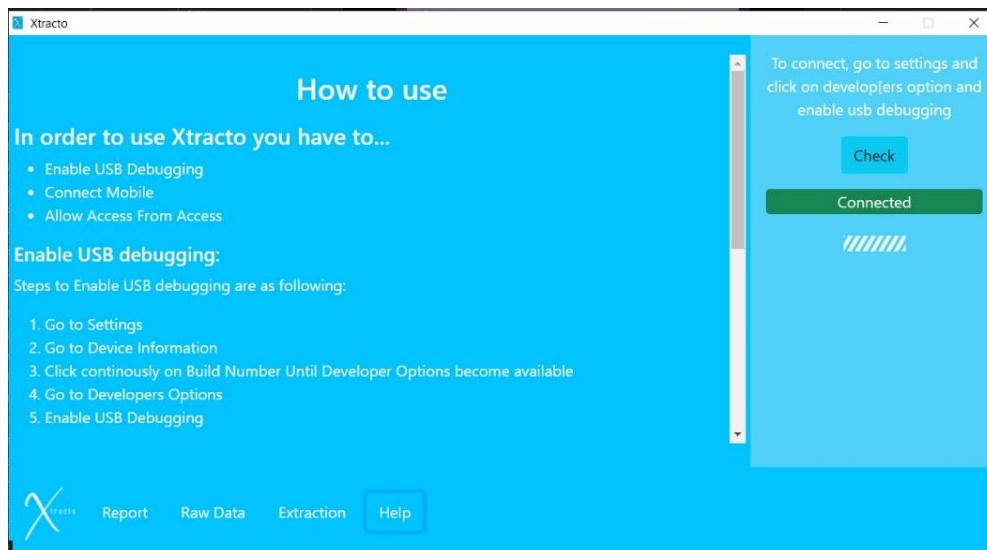 Xtracto
How to use
In order to use Xtracto you have to...
Enable USB Debugging
Connect Mobile
Allow Access From Access
Enable USB debugging:
Steps to Enable USB debugging are as following:
1. Go to Settings
2. Go to Device Information
3. Click continously on Build Number Until Developer Options become available
4. Go to Developers Options
5. Enable USB Debugging
To connect, go to settings and
click on develop[ers option and
enable usb debugging
Check
Connected
Xtracto
Report
Raw Data
Extraction
Help